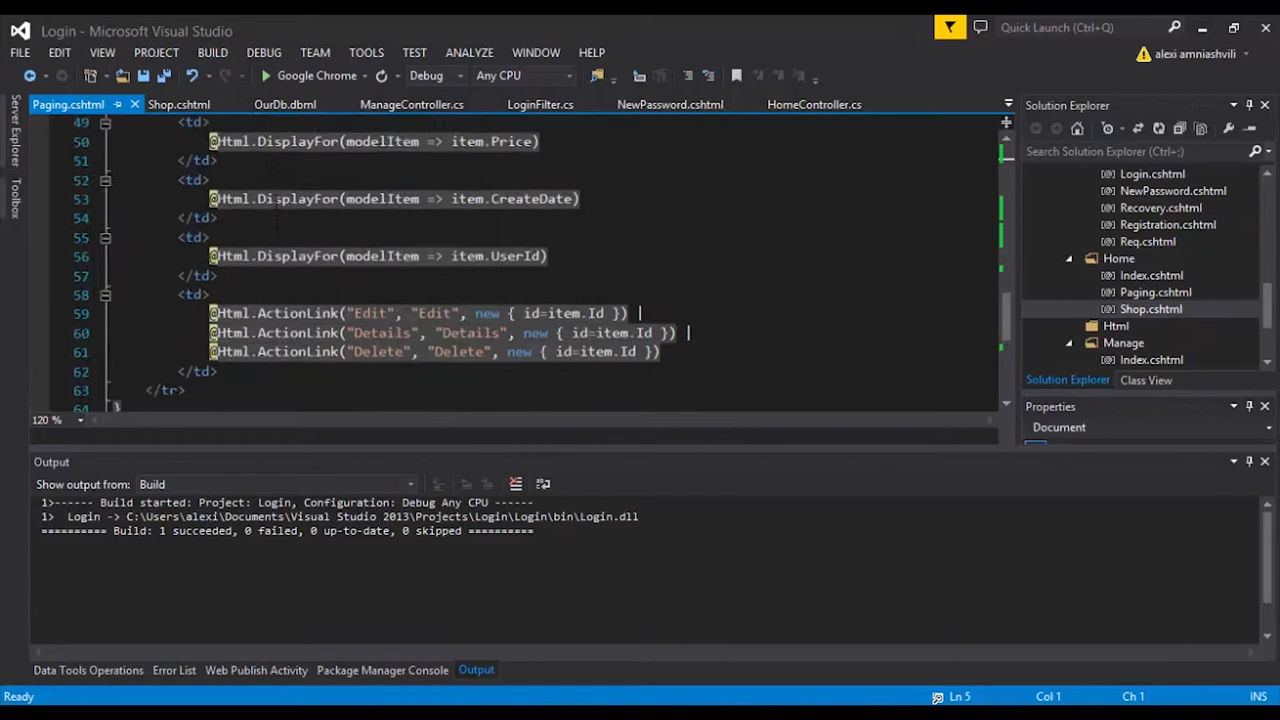 Login - Microsoft Visual Studio
Quick Launch (Ctrl+Q)
FILE EDIT VIEW PROJECT BUILD DEBUG TEAM TOOLS TEST ANALYZE WINDOW HELP
alexi amniashvili
Google Chrome Debug Any CPU
Server Explorer
Toolbox
Paging.cshtml Shop.cshtml OurDb.dbml ManageController.cs LoginFilter.cs NewPassword.cshtml HomeController.cs
49 <td>
50 @Html.DisplayFor(modelItem => item.Price)
51 </td>
52 <td>
53 @Html.DisplayFor(modelItem => item.CreateDate)
54 </td>
55 <td>
56 @Html.DisplayFor(modelItem => item.UserId)
57 </td>
58 <td>
59 @Html.ActionLink("Edit", "Edit", new { id=item.Id }) |
60 @Html.ActionLink("Details", "Details", new { id=item.Id }) |
61 @Html.ActionLink("Delete", "Delete", new { id=item.Id })
62 </td>
63 </tr>
64 }
120 %
Solution Explorer
Search Solution Explorer (Ctrl+;)
Login.cshtml
NewPassword.cshtml
Recovery.cshtml
Registration.cshtml
Req.cshtml
Home
Index.cshtml
Paging.cshtml
Shop.cshtml
Html
Manage
Index.cshtml
Solution Explorer Class View
Properties
Document
Output
Show output from: Build
1>------ Build started: Project: Login, Configuration: Debug Any CPU ------
1> Login -> C:\Users\alexi\Documents\Visual Studio 2013\Projects\Login\Login\bin\Login.dll
========== Build: 1 succeeded, 0 failed, 0 up-to-date, 0 skipped ==========
Data Tools Operations Error List Web Publish Activity Package Manager Console Output
Ready Ln 5 Col 1 Ch 1 INS